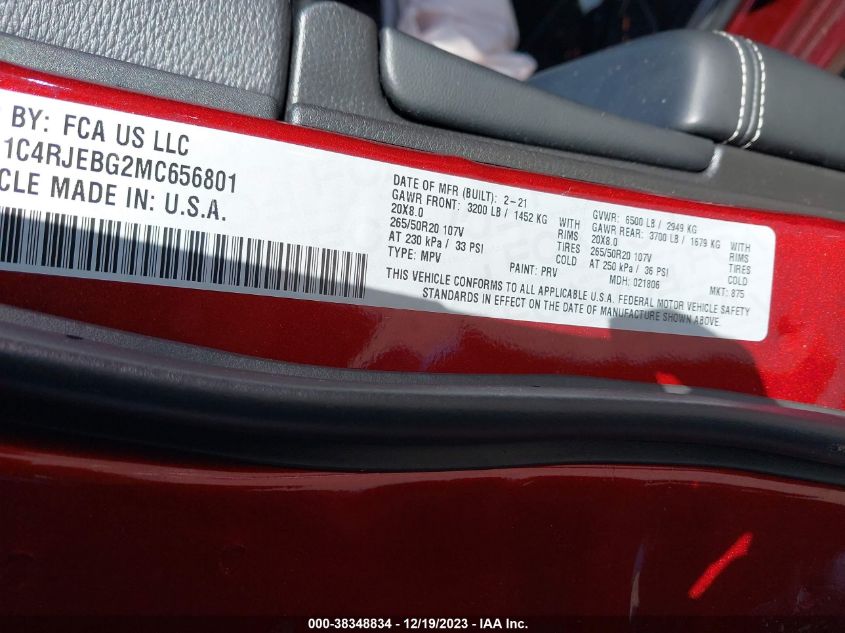 BY: FCA US LLC
1C4RJEBG2MC656801
CLE MADE IN: U.S.A.
DATE OF MFR (BUILT): 2-21
GAWR FRONT: 3200 LB / 1452 KG WITH
20X8.0 RIMS
265/50R20 107V TIRES
AT 230 kPa / 33 PSI COLD
TYPE: MPV PAINT: PRV
GVWR: 6500 LB / 2949 KG
GAWR REAR: 3700 LB / 1679 KG WITH
20X8.0 RIMS
265/50R20 107V TIRES
AT 250 kPa / 36 PSI COLD
MDH: 021806 MKT: 875
THIS VEHICLE CONFORMS TO ALL APPLICABLE U.S.A. FEDERAL MOTOR VEHICLE SAFETY
STANDARDS IN EFFECT ON THE DATE OF MANUFACTURE SHOWN ABOVE.
000-38348834 - 12/19/2023 - IAA Inc.